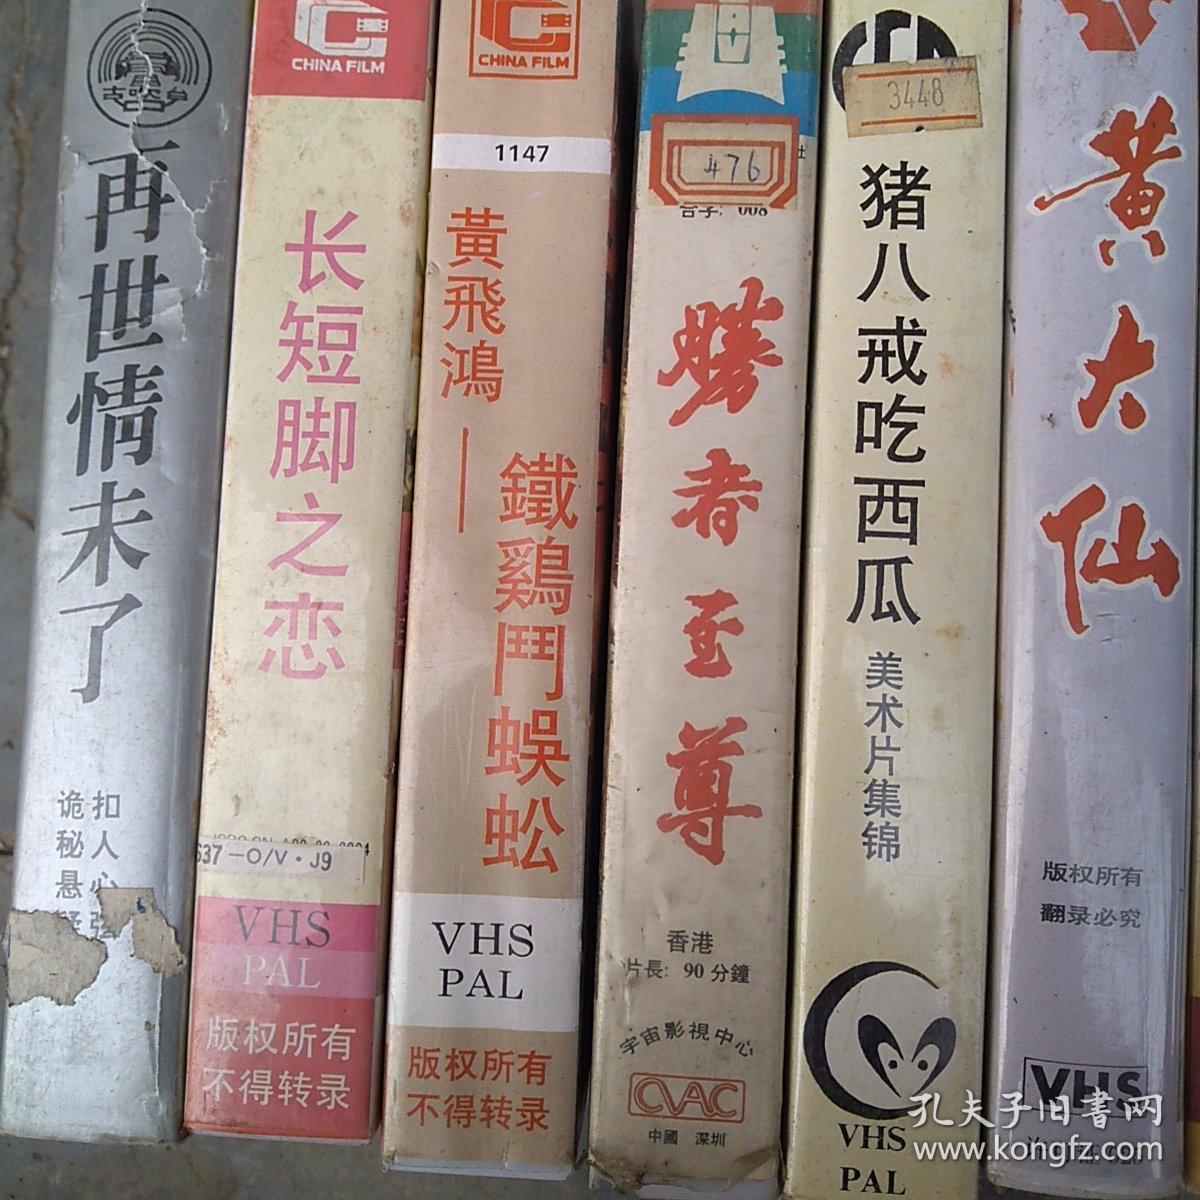 再世情未了
诡秘悬
扣人心
CHINA FILM
长短脚之恋
637-O/V·J9
VHS
PAL
版权所有
不得转录
CHINA FILM
1147
黃飛鴻——
鐵鷄鬥蜈蚣
VHS
PAL
版权所有
不得转录
476
勝者至尊
香港
片長: 90分鐘
宇宙影視中心
CVAC
中國 深圳
3448
猪八戒吃西瓜
美术片集锦
VHS
PAL
黄大仙
版权所有
翻录必究
VHS
孔夫子旧書网
www.kongfz.com